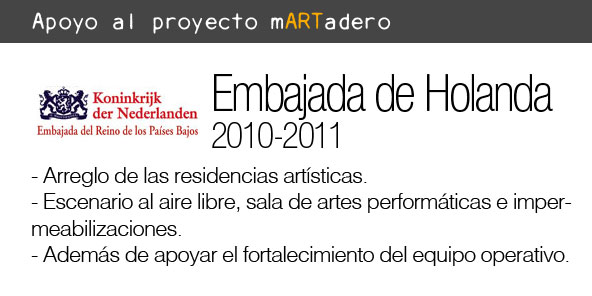 Apoyo al proyecto mARTadero
Koninkrijk
der Nederlanden
Embajada del Reino de los Países Bajos
Embajada de Holanda
2010-2011
- Arreglo de las residencias artísticas.
- Escenario al aire libre, sala de artes performáticas e imper-
meabilizaciones.
- Además de apoyar el fortalecimiento del equipo operativo.